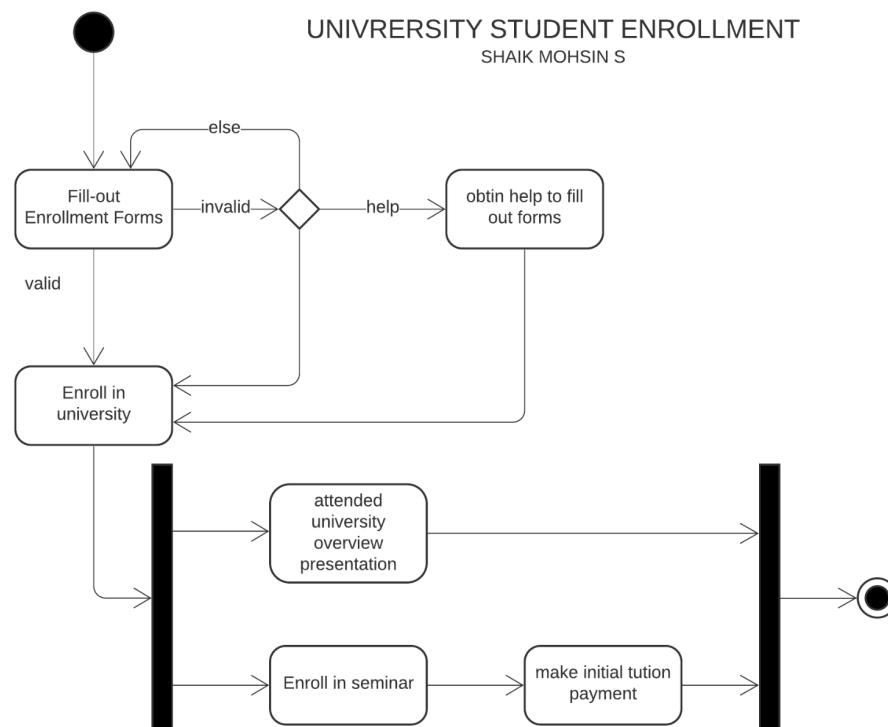 UNIVRERSITY STUDENT ENROLLMENT
SHAIK MOHSIN S
else
Fill-out
Enrollment Forms
invalid
help
obtin help to fill
out forms
valid
Enroll in
university
attended
university
overview
presentation
Enroll in seminar
make initial tution
payment